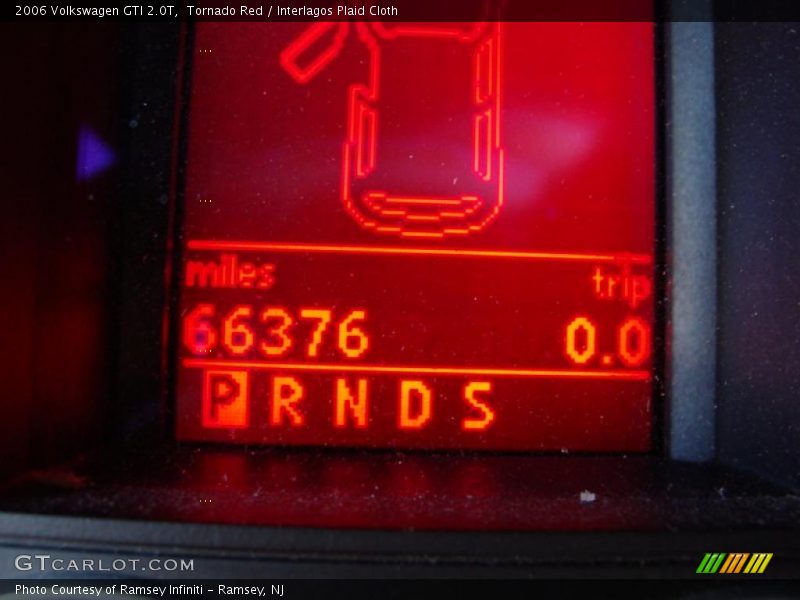 2006 Volkswagen GTI 2.0T, Tornado Red / Interlagos Plaid Cloth
miles trip
66376 0.0
P R N D S
GTCARLOT.COM
Photo Courtesy of Ramsey Infiniti - Ramsey, NJ